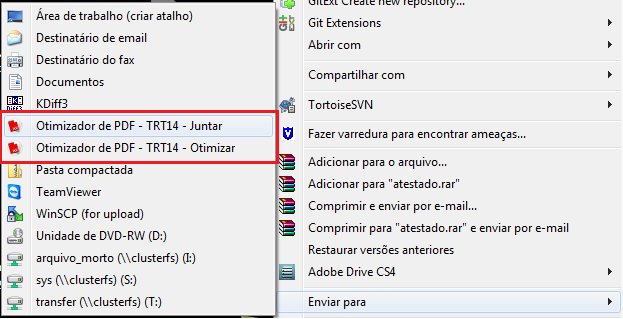 Área de trabalho (criar atalho)
Destinatário de email
Destinatário do fax
Documentos
KDiff3
Otimizador de PDF - TRT14 - Juntar
Otimizador de PDF - TRT14 - Otimizar
Pasta compactada
TeamViewer
WinSCP (for upload)
Unidade de DVD-RW (D:)
arquivo_morto (\\clusterfs) (I:)
sys (\\clusterfs) (S:)
transfer (\\clusterfs) (T:)
GitExt Create new repository...
Git Extensions
Abrir com
Compartilhar com
TortoiseSVN
Fazer varredura para encontrar ameaças...
Adicionar para o arquivo...
Adicionar para "atestado.rar"
Comprimir e enviar por e-mail...
Comprimir para "atestado.rar" e enviar por e-mail
Restaurar versões anteriores
Adobe Drive CS4
Enviar para